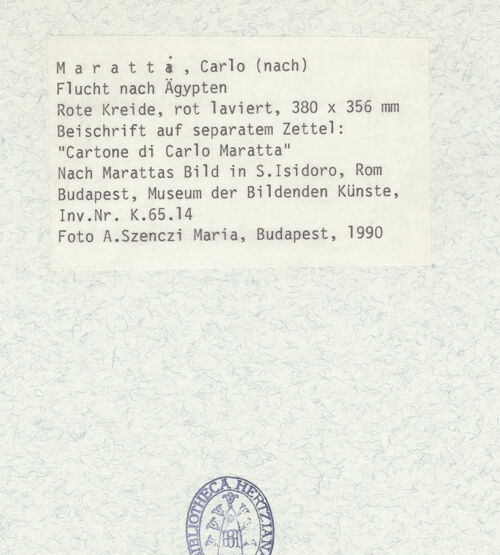 Maratta, Carlo (nach)
Flucht nach Ägypten
Rote Kreide, rot laviert, 380 x 356 mm
Beischrift auf separatem Zettel:
"Cartone di Carlo Maratta"
Nach Marattas Bild in S.Isidoro, Rom
Budapest, Museum der Bildenden Künste,
Inv.Nr. K.65.14
Foto A.Szenczi Maria, Budapest, 1990
BIBLIOTHECA HERTZIANA